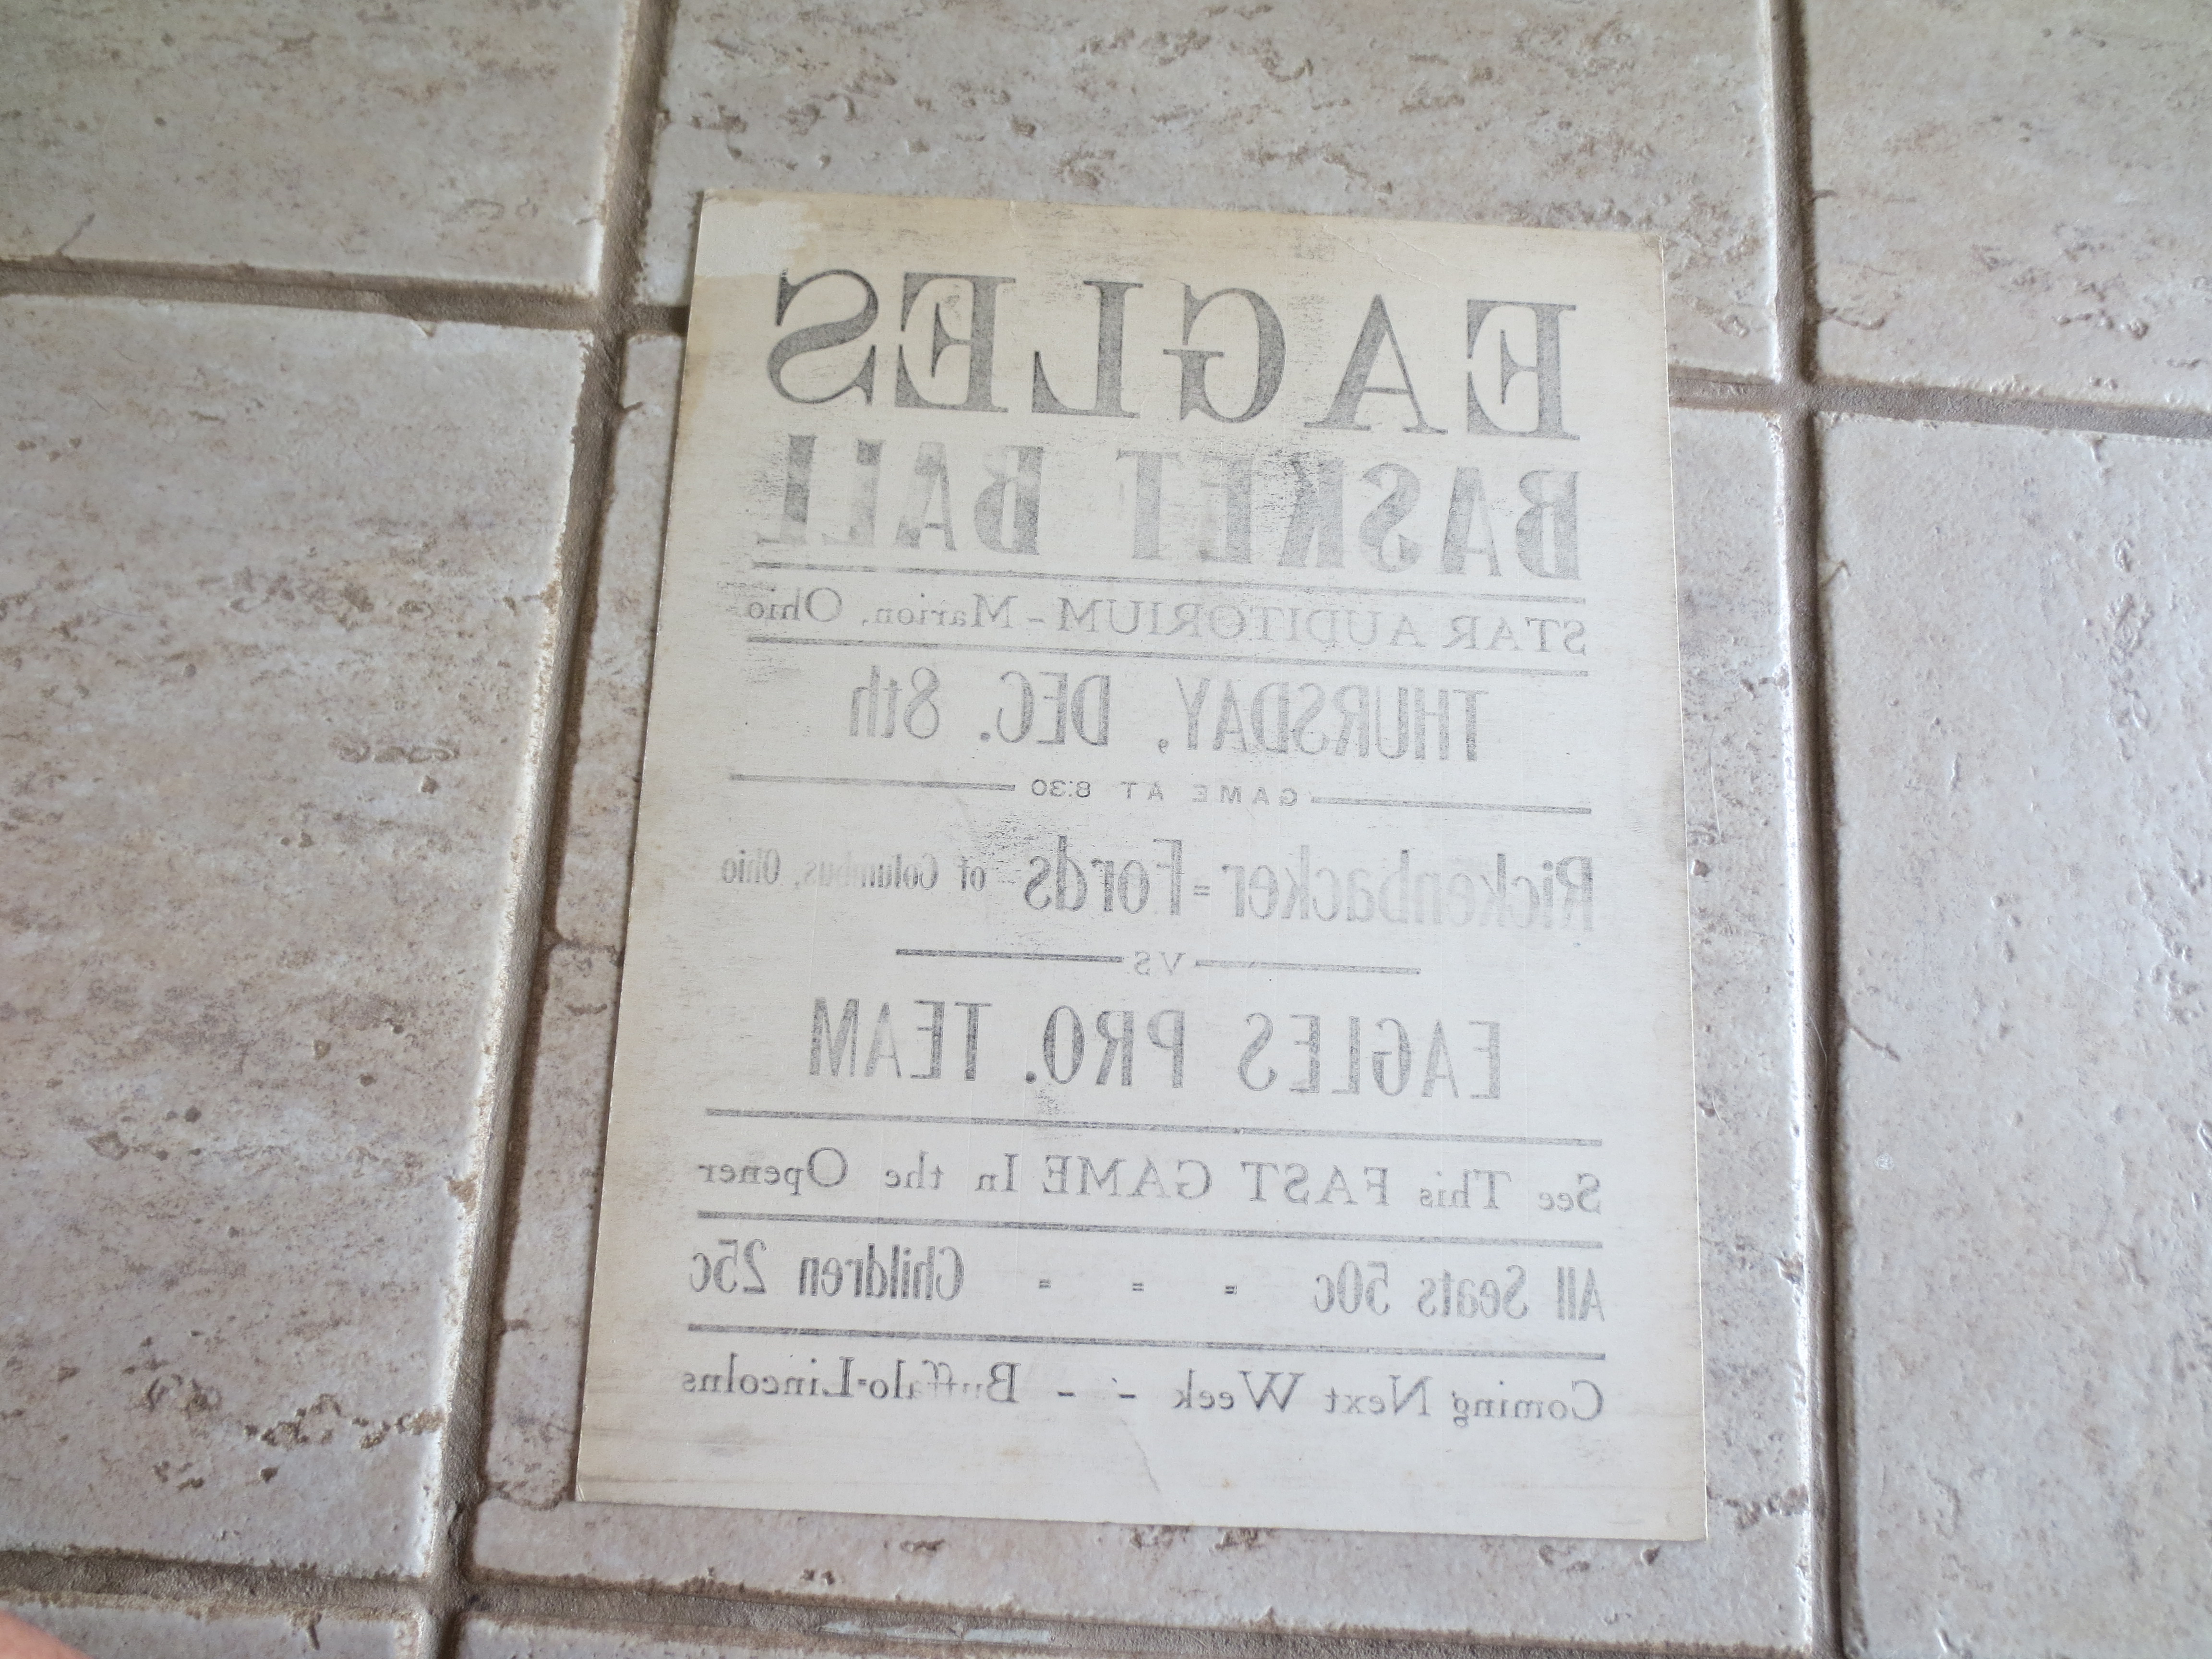 EAGLES
BASKET BALL
STAR AUDITORIUM - Marion, Ohio
THURSDAY, DEC. 8th
GAME AT 8:30
Rickenbacker=Fords of Columbus, Ohio
VS
EAGLES PRO. TEAM
See This FAST GAME In the Opener
All Seats 50c = = = Children 25c
Coming Next Week - - - Buffalo-Lincolns